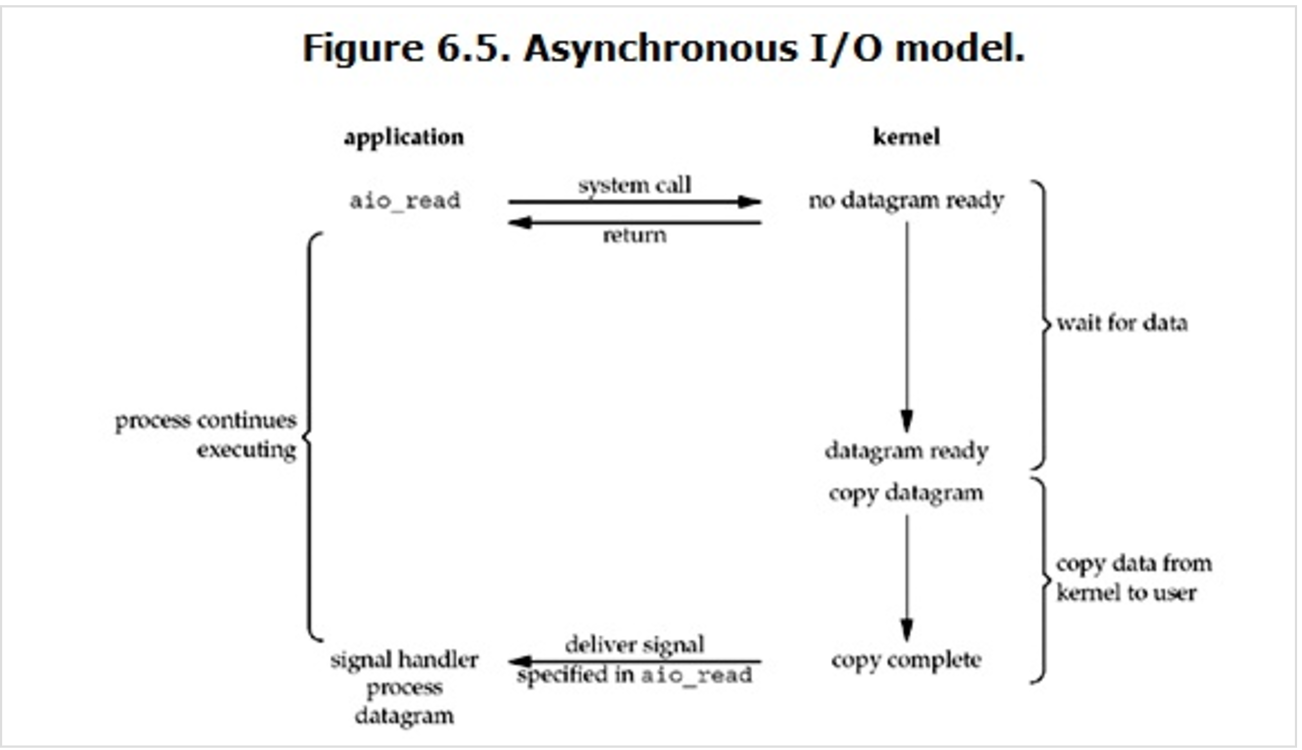 Figure 6.5. Asynchronous I/O model.
application
kernel
aio_read
system call
no datagram ready
return
wait for data
process continues
executing
datagram ready
copy datagram
copy data from
kernel to user
deliver signal
signal handler
specified in aio_read
copy complete
process
datagram